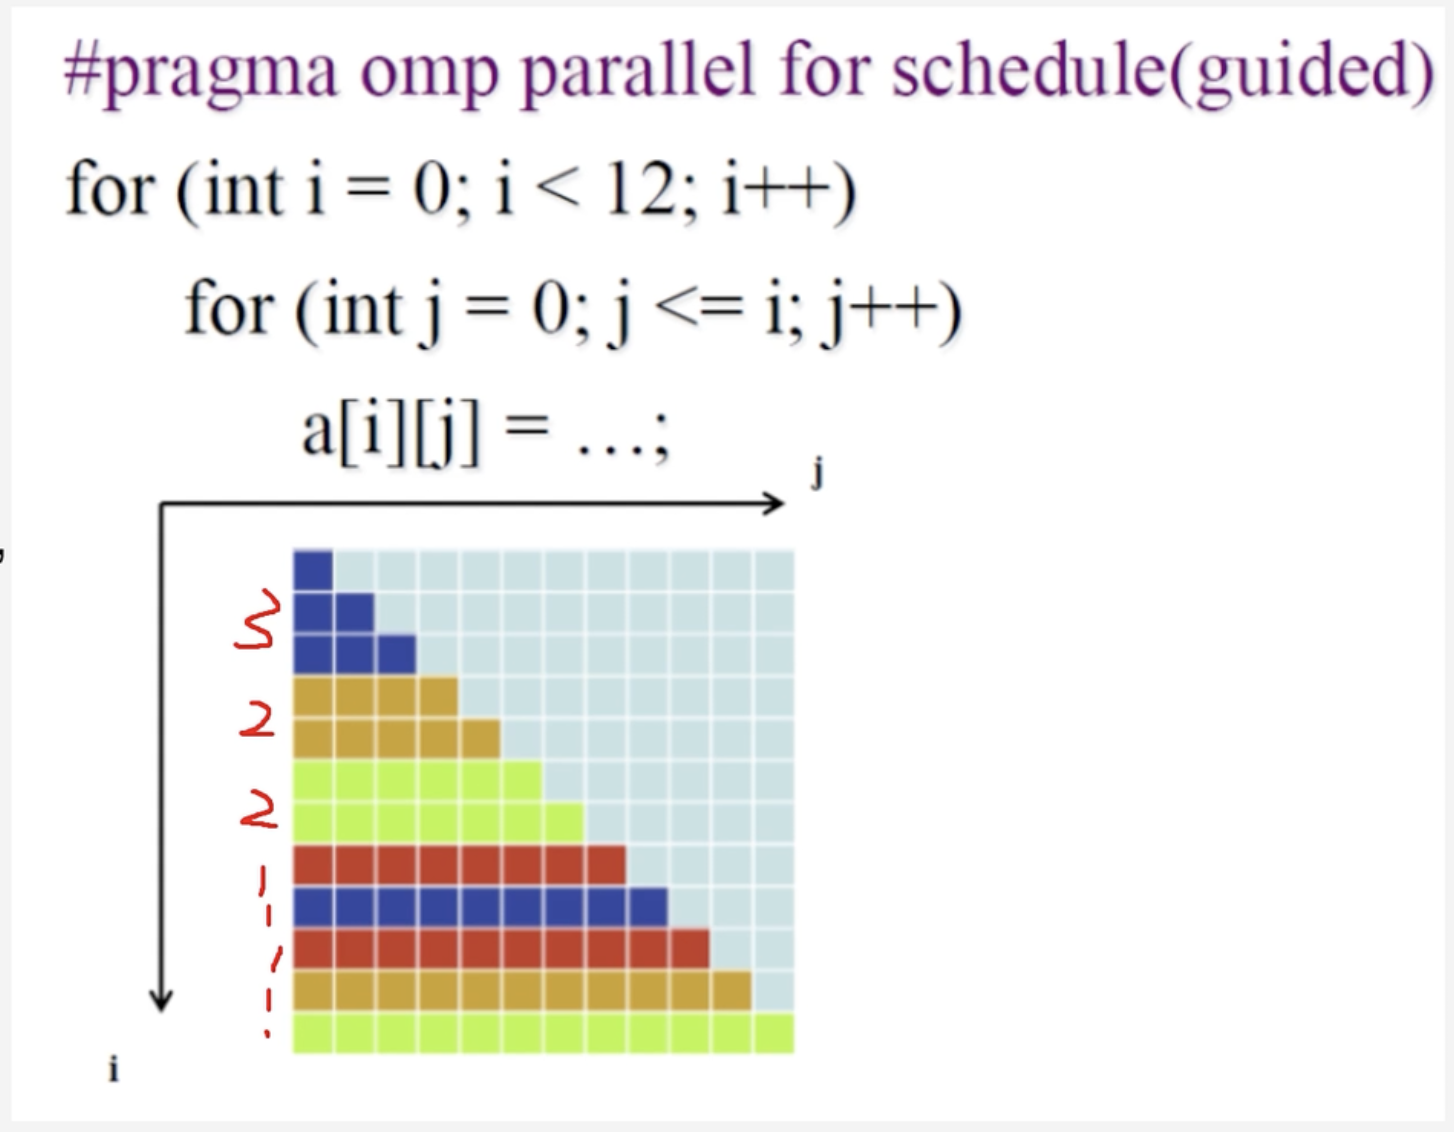 #pragma omp parallel for schedule(guided)
for (int i = 0; i < 12; i++)
for (int j = 0; j <= i; j++)
a[i][j] = …;
j
3
2
2
1
1
1
1
i